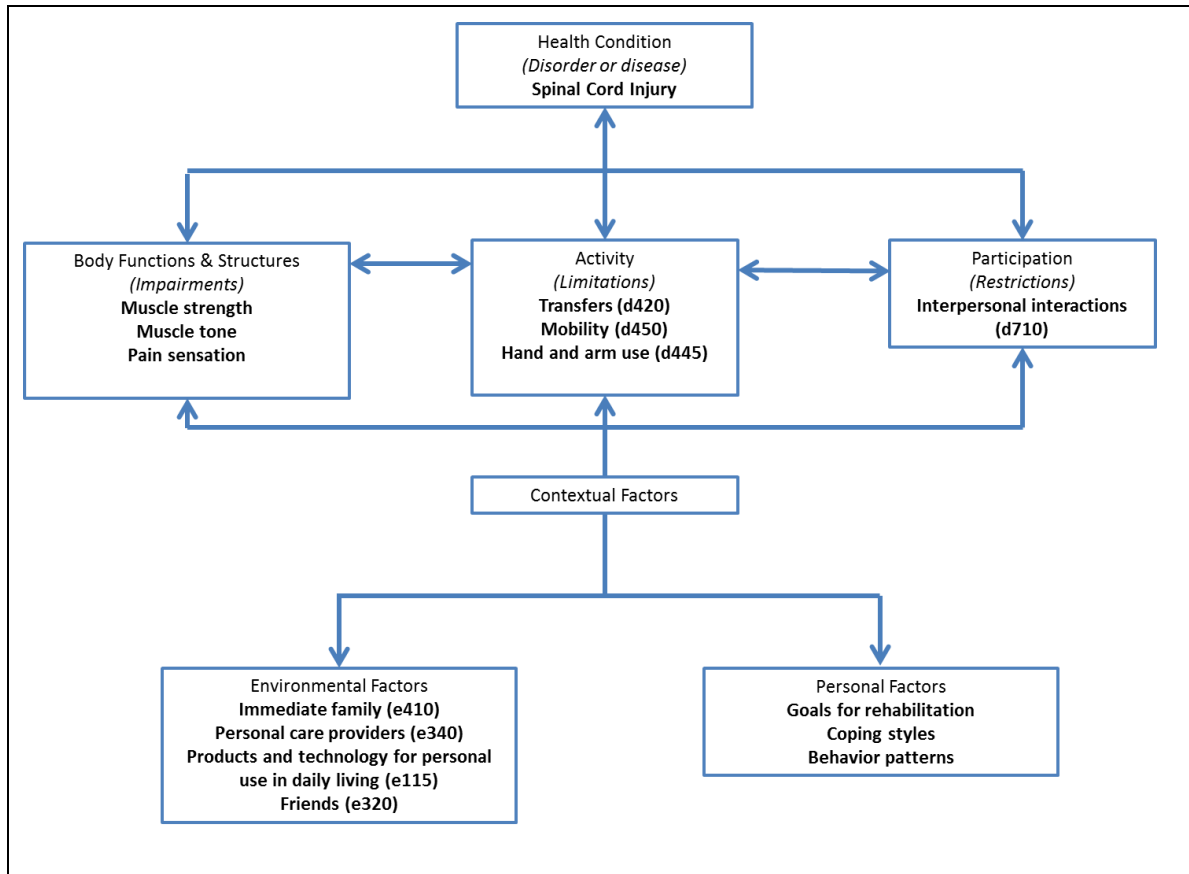 Health Condition
(Disorder or disease)
Spinal Cord Injury
Body Functions & Structures
(Impairments)
Muscle strength
Muscle tone
Pain sensation
Activity
(Limitations)
Transfers (d420)
Mobility (d450)
Hand and arm use (d445)
Participation
(Restrictions)
Interpersonal interactions
(d710)
Contextual Factors
Environmental Factors
Immediate family (e410)
Personal care providers (e340)
Products and technology for personal
use in daily living (e115)
Friends (e320)
Personal Factors
Goals for rehabilitation
Coping styles
Behavior patterns